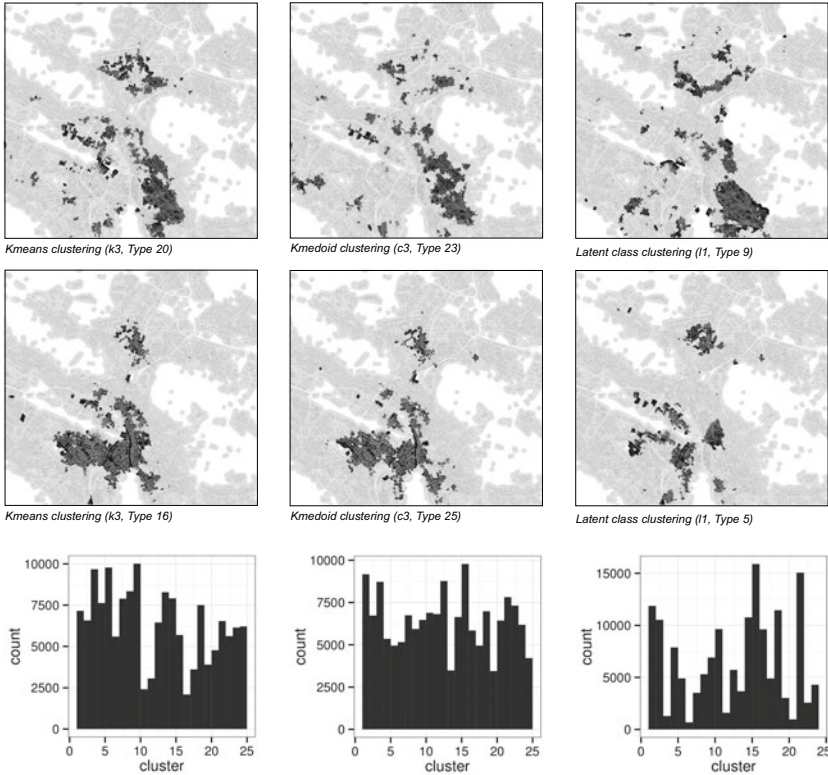 Kmeans clustering (k3, Type 20)
Kmedoid clustering (c3, Type 23)
Latent class clustering (l1, Type 9)
Kmeans clustering (k3, Type 16)
Kmedoid clustering (c3, Type 25)
Latent class clustering (l1, Type 5)
10000
7500
5000
2500
0
count
0 5 10 15 20 25
cluster
10000
7500
5000
2500
0
count
0 5 10 15 20 25
cluster
15000
10000
5000
0
count
0 5 10 15 20 25
cluster